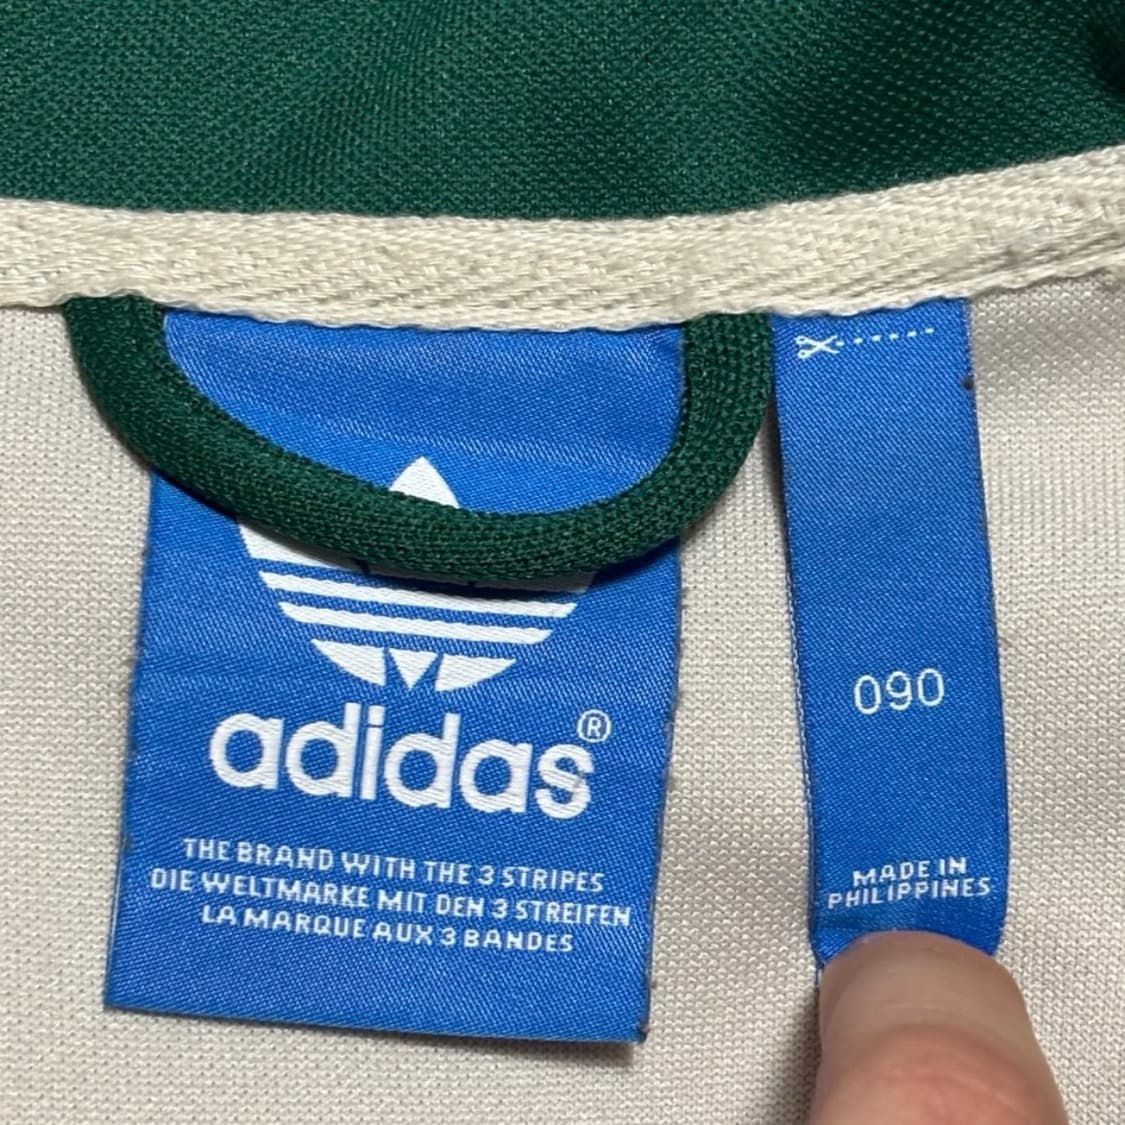 adidas®
THE BRAND WITH THE 3 STRIPES
DIE WELTMARKE MIT DEN 3 STREIFEN
LA MARQUE AUX 3 BANDES
090
MADE IN
PHILIPPINES